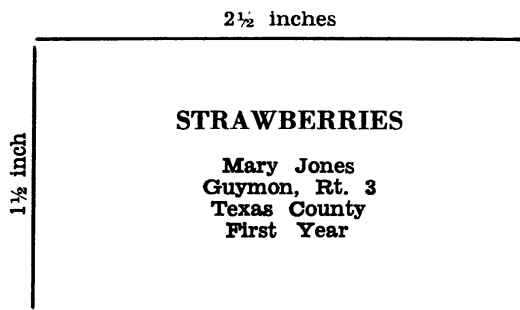 2½ inches
1½ inch
STRAWBERRIES
Mary Jones
Guymon, Rt. 3
Texas County
First Year